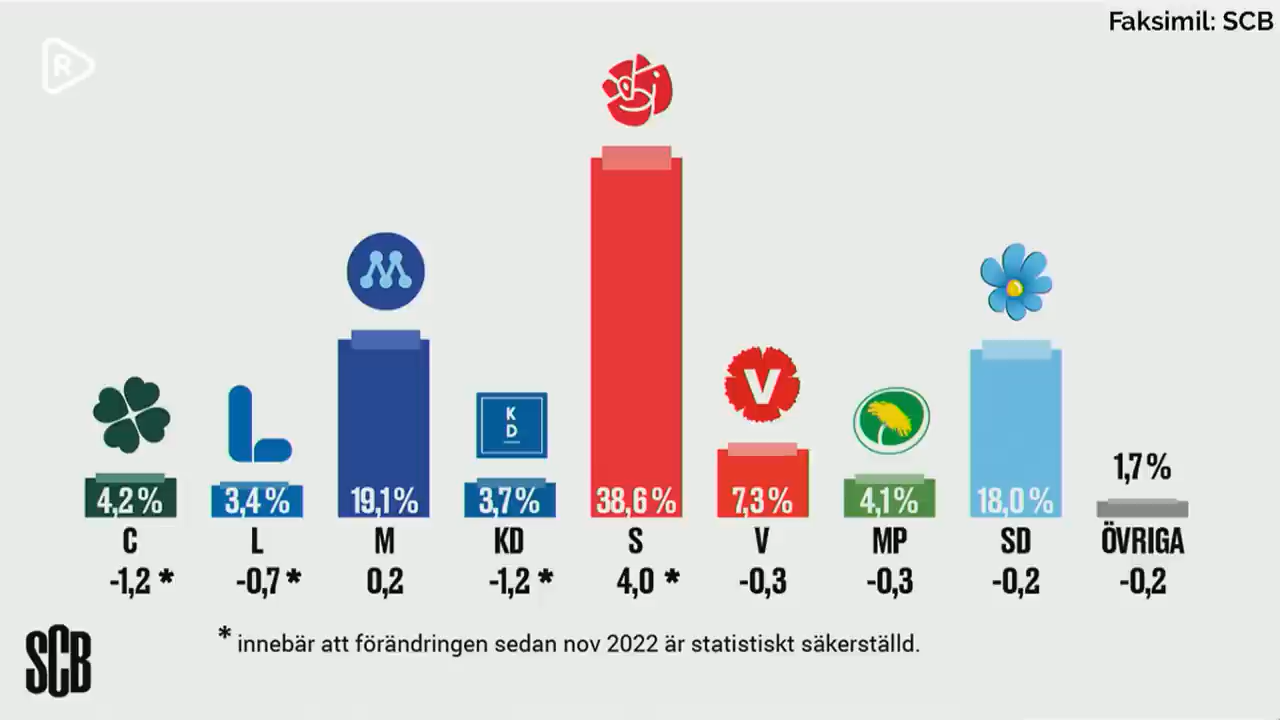 Faksimil: SCB
R
M
K
D
V
4,2 % 3,4 % 19,1 % 3,7 % 38,6 % 7,3 % 4,1 % 18,0 % 1,7 %
C L M KD S V MP SD ÖVRIGA
-1,2 * -0,7 * 0,2 -1,2 * 4,0 * -0,3 -0,3 -0,2 -0,2
* innebär att förändringen sedan nov 2022 är statistiskt säkerställd.
SCB